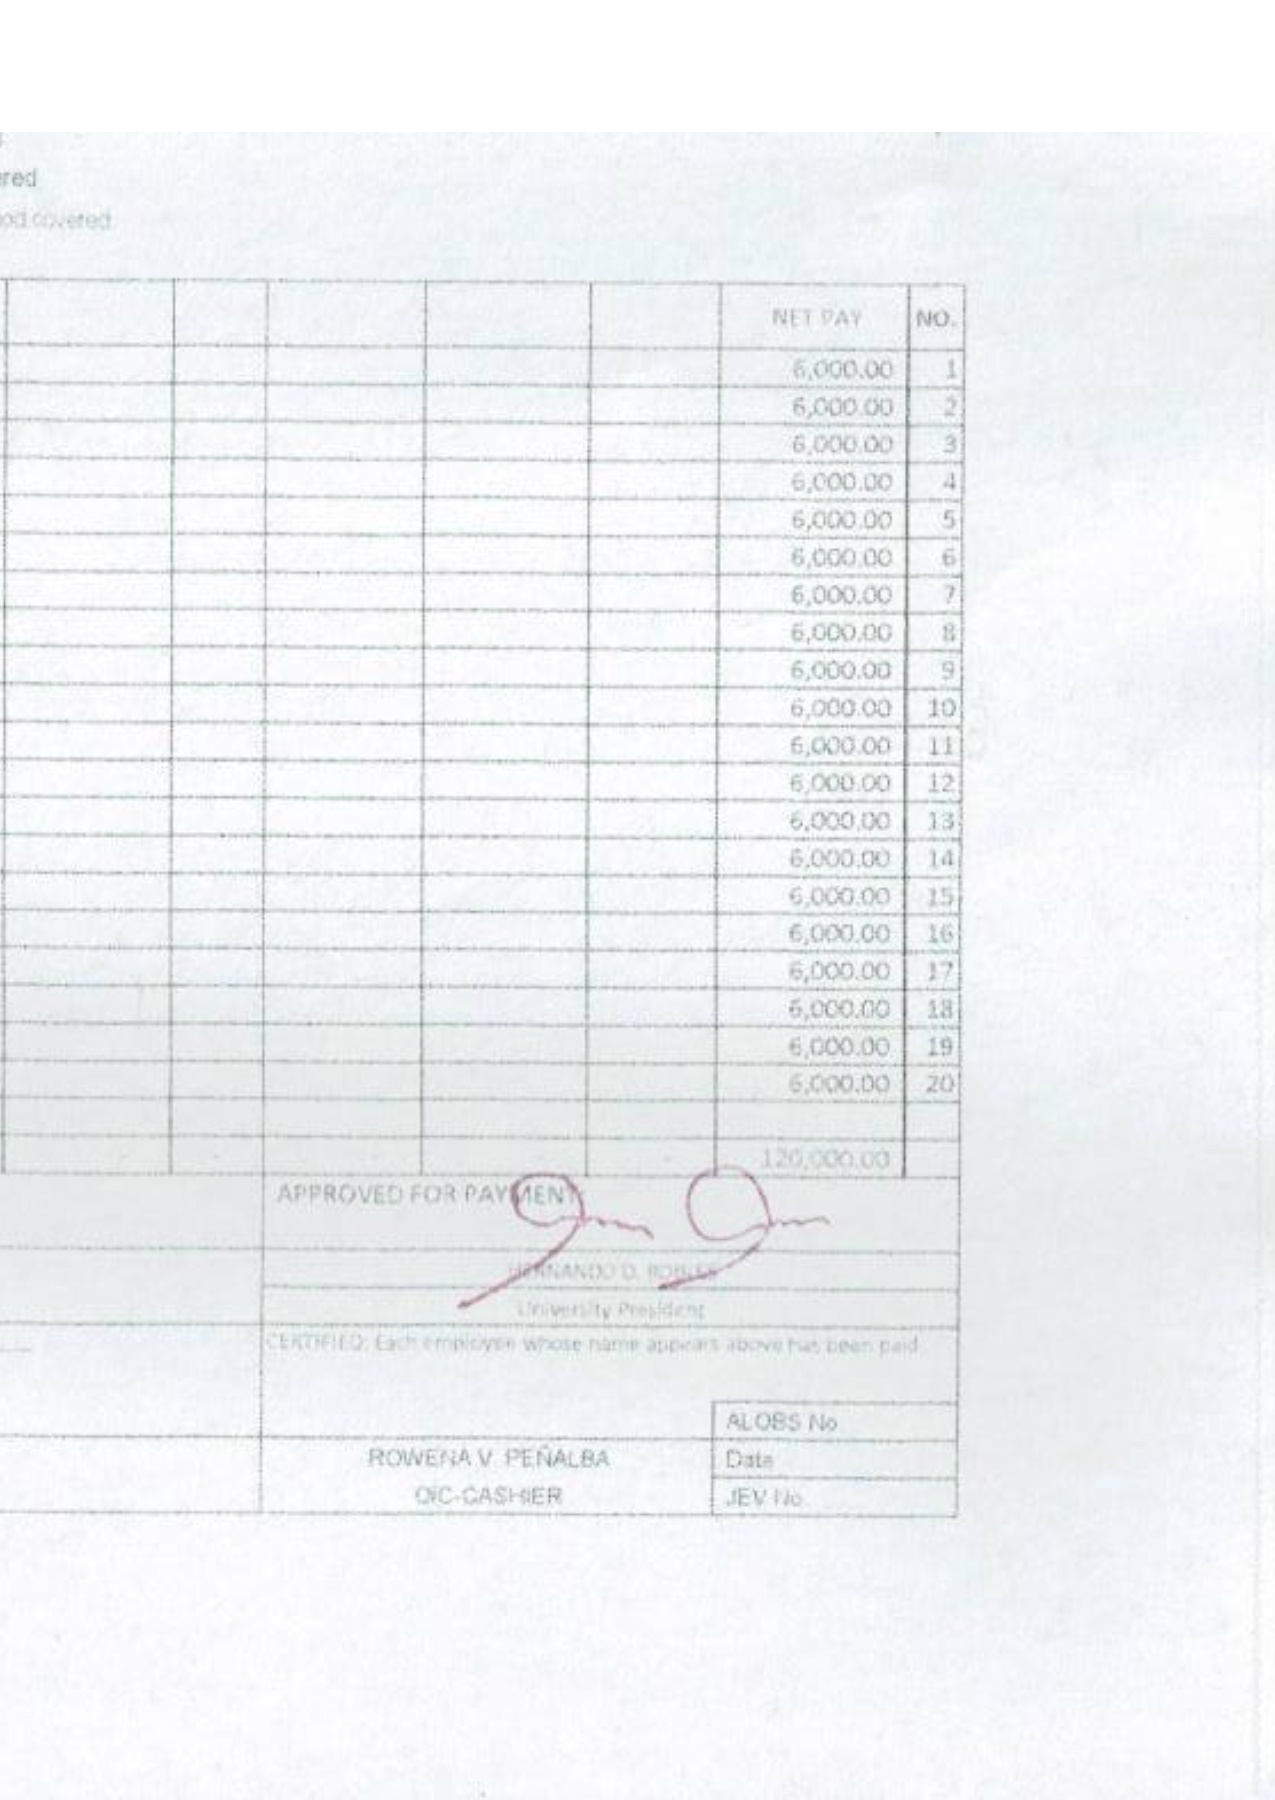 ered
od covered
NET PAY NO.
6,000.00 1
6,000.00 2
6,000.00 3
6,000.00 4
6,000.00 5
6,000.00 6
6,000.00 7
6,000.00 8
6,000.00 9
6,000.00 10
6,000.00 11
6,000.00 12
6,000.00 13
6,000.00 14
6,000.00 15
6,000.00 16
6,000.00 17
6,000.00 18
6,000.00 19
6,000.00 20
120,000.00
APPROVED FOR PAYMENT
HERNANDO D. ROBLES
University President
CERTIFIED: Each employee whose name appears above has been paid
ALOBS No
ROWENA V. PEÑALBA Date
OIC-CASHIER JEV No